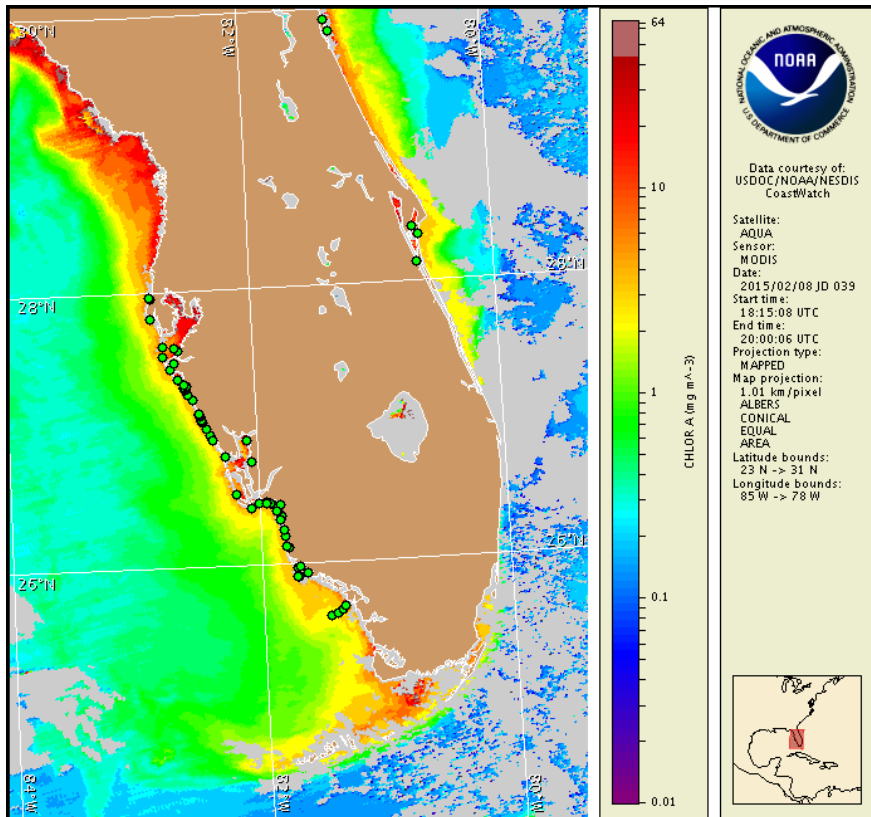 30°N
82°W
80°W
28°N
28°N
26°N
26°N
84°W
82°W
80°W
64
10
1
0.1
0.01
CHLOR A (mg m^-3)
NATIONAL OCEANIC AND ATMOSPHERIC ADMINISTRATION
NOAA
U.S. DEPARTMENT OF COMMERCE
Data courtesy of:
USDOC/NOAA/NESDIS
CoastWatch
Satellite:
AQUA
Sensor:
MODIS
Date:
2015/02/08 JD 039
Start time:
18:15:08 UTC
End time:
20:00:06 UTC
Projection type:
MAPPED
Map projection:
1.01 km/pixel
ALBERS
CONICAL
EQUAL
AREA
Latitude bounds:
23 N -> 31 N
Longitude bounds:
85 W -> 78 W